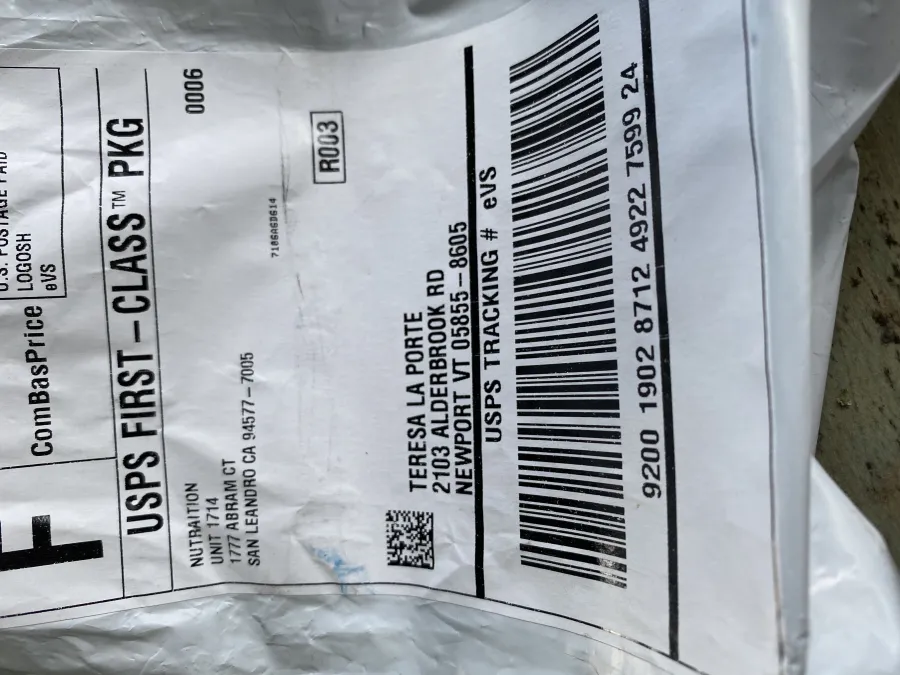 F
U.S. POSTAGE PAID
LOGOSH
eVS
ComBasPrice
USPS FIRST-CLASS™ PKG
0006
NUTRAITION
UNIT 1714
1777 ABRAM CT
SAN LEANDRO CA 94577-7005
7186A6D614
R003
TERESA LA PORTE
2103 ALDERBROOK RD
NEWPORT VT 05855-8605
USPS TRACKING # eVS
9200 1902 8712 4922 7599 24